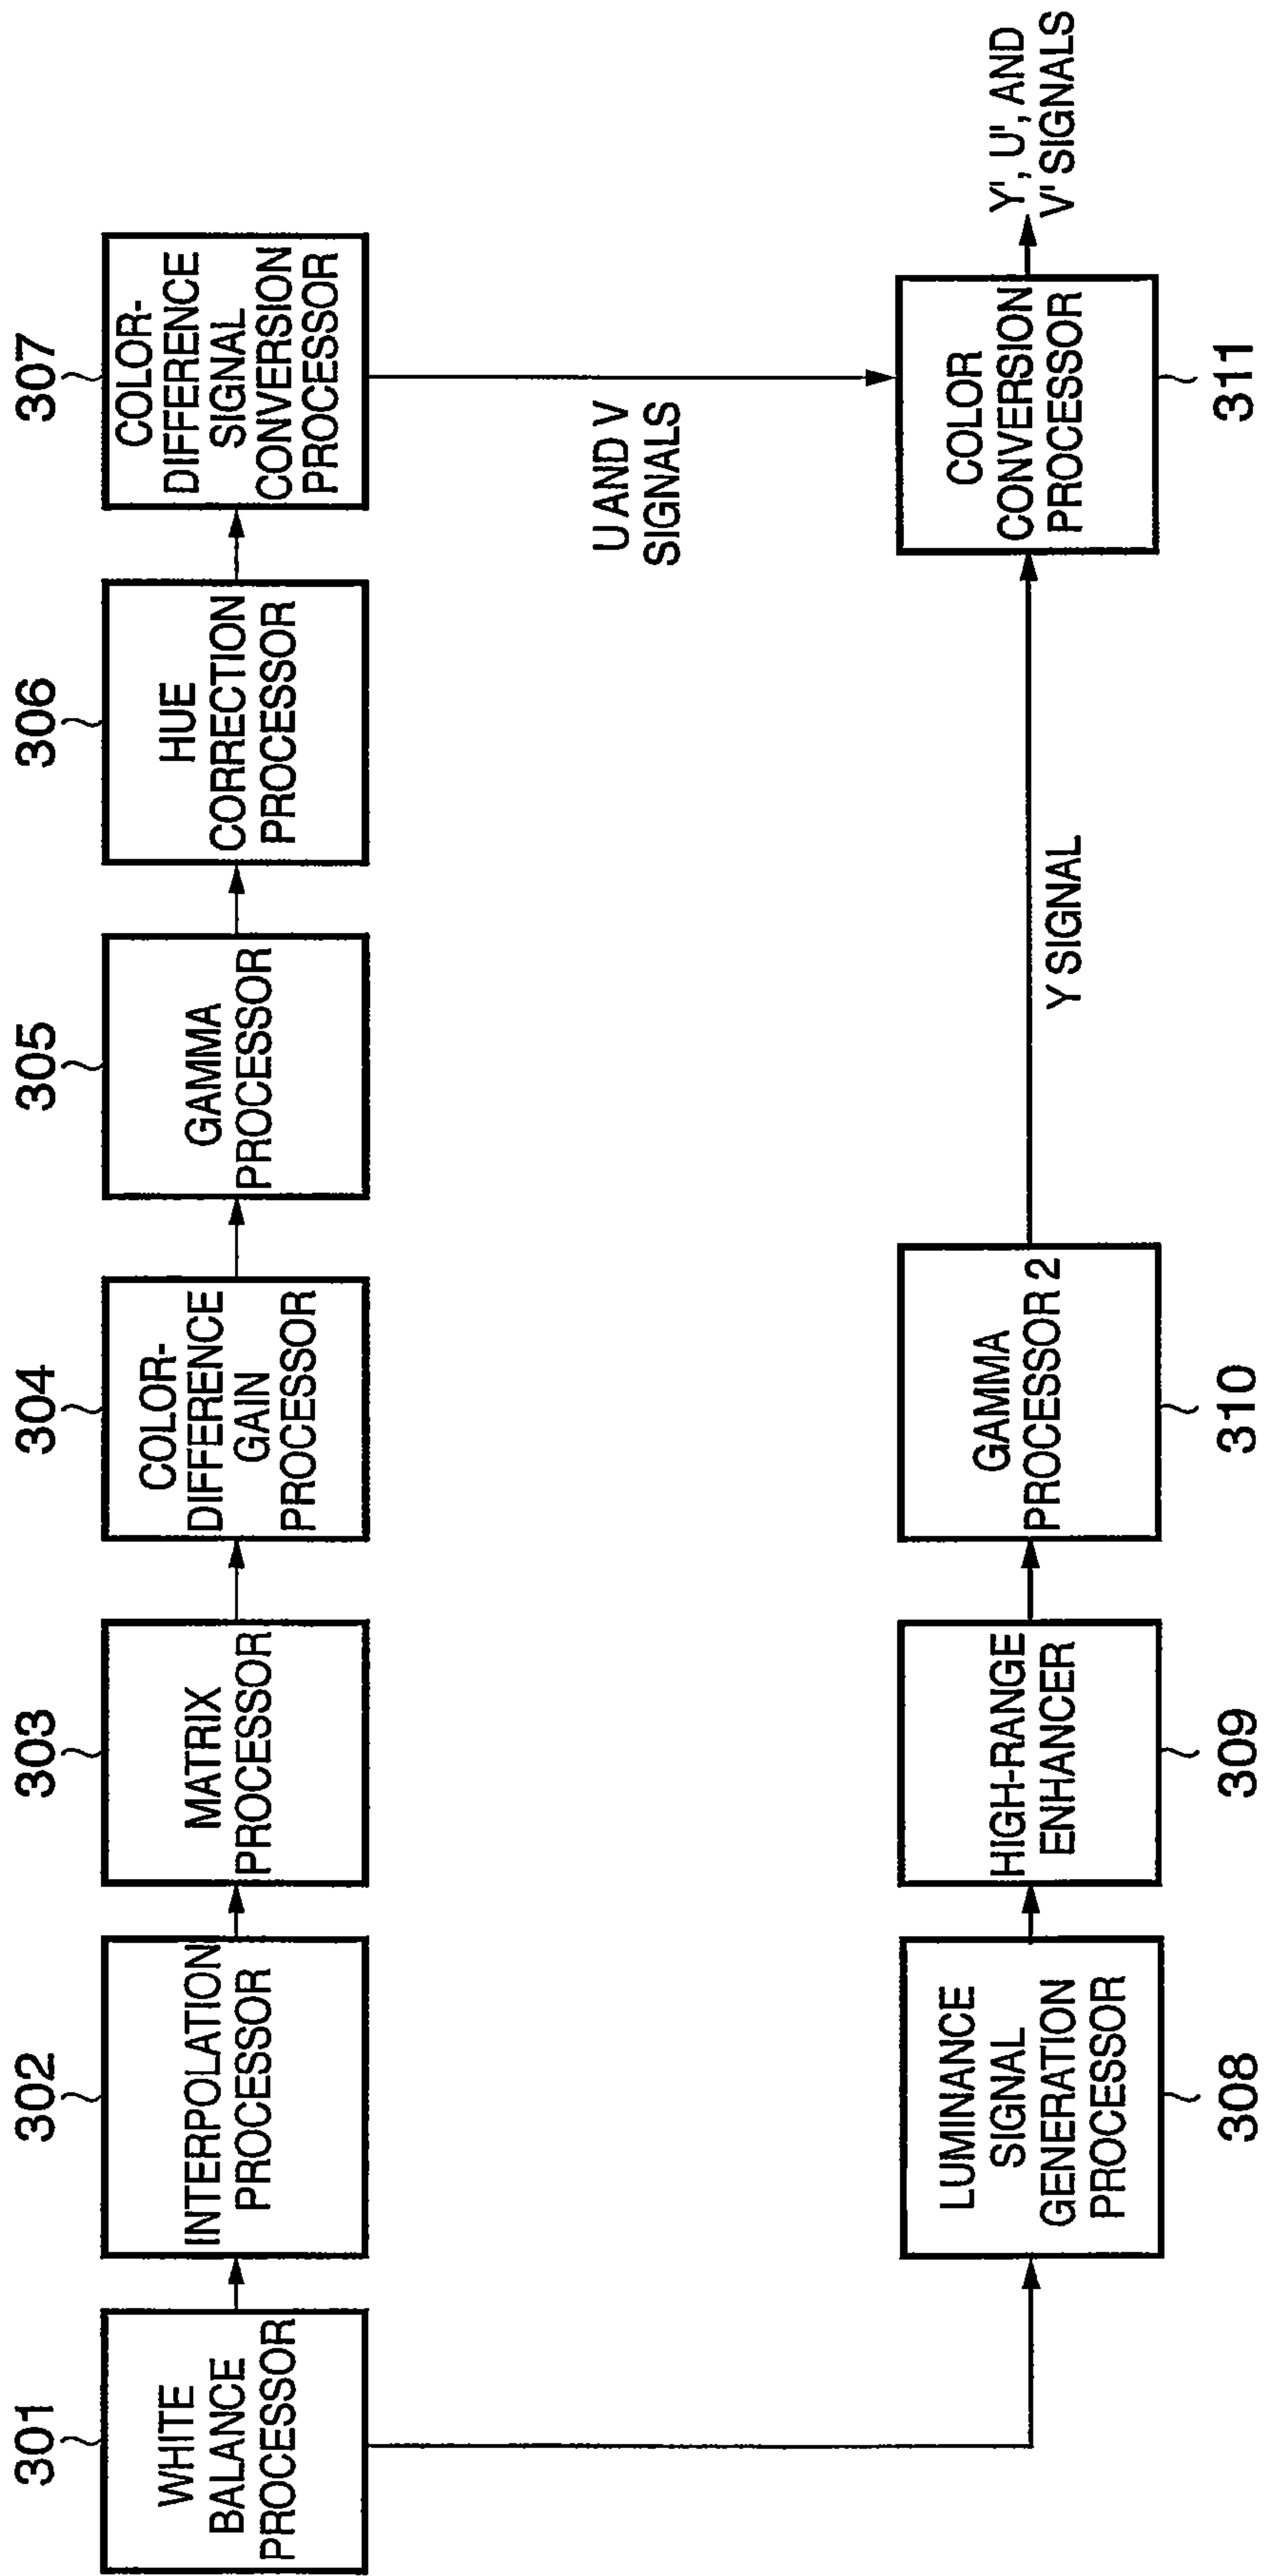 301
WHITE
BALANCE
PROCESSOR
302
INTERPOLATION
PROCESSOR
303
MATRIX
PROCESSOR
304
COLOR-
DIFFERENCE
GAIN
PROCESSOR
305
GAMMA
PROCESSOR
306
HUE
CORRECTION
PROCESSOR
307
COLOR-
DIFFERENCE
SIGNAL
CONVERSION
PROCESSOR
U AND V
SIGNALS
LUMINANCE
SIGNAL
GENERATION
PROCESSOR
308
HIGH-RANGE
ENHANCER
309
GAMMA
PROCESSOR 2
310
Y SIGNAL
COLOR
CONVERSION
PROCESSOR
311
Y', U', AND
V' SIGNALS